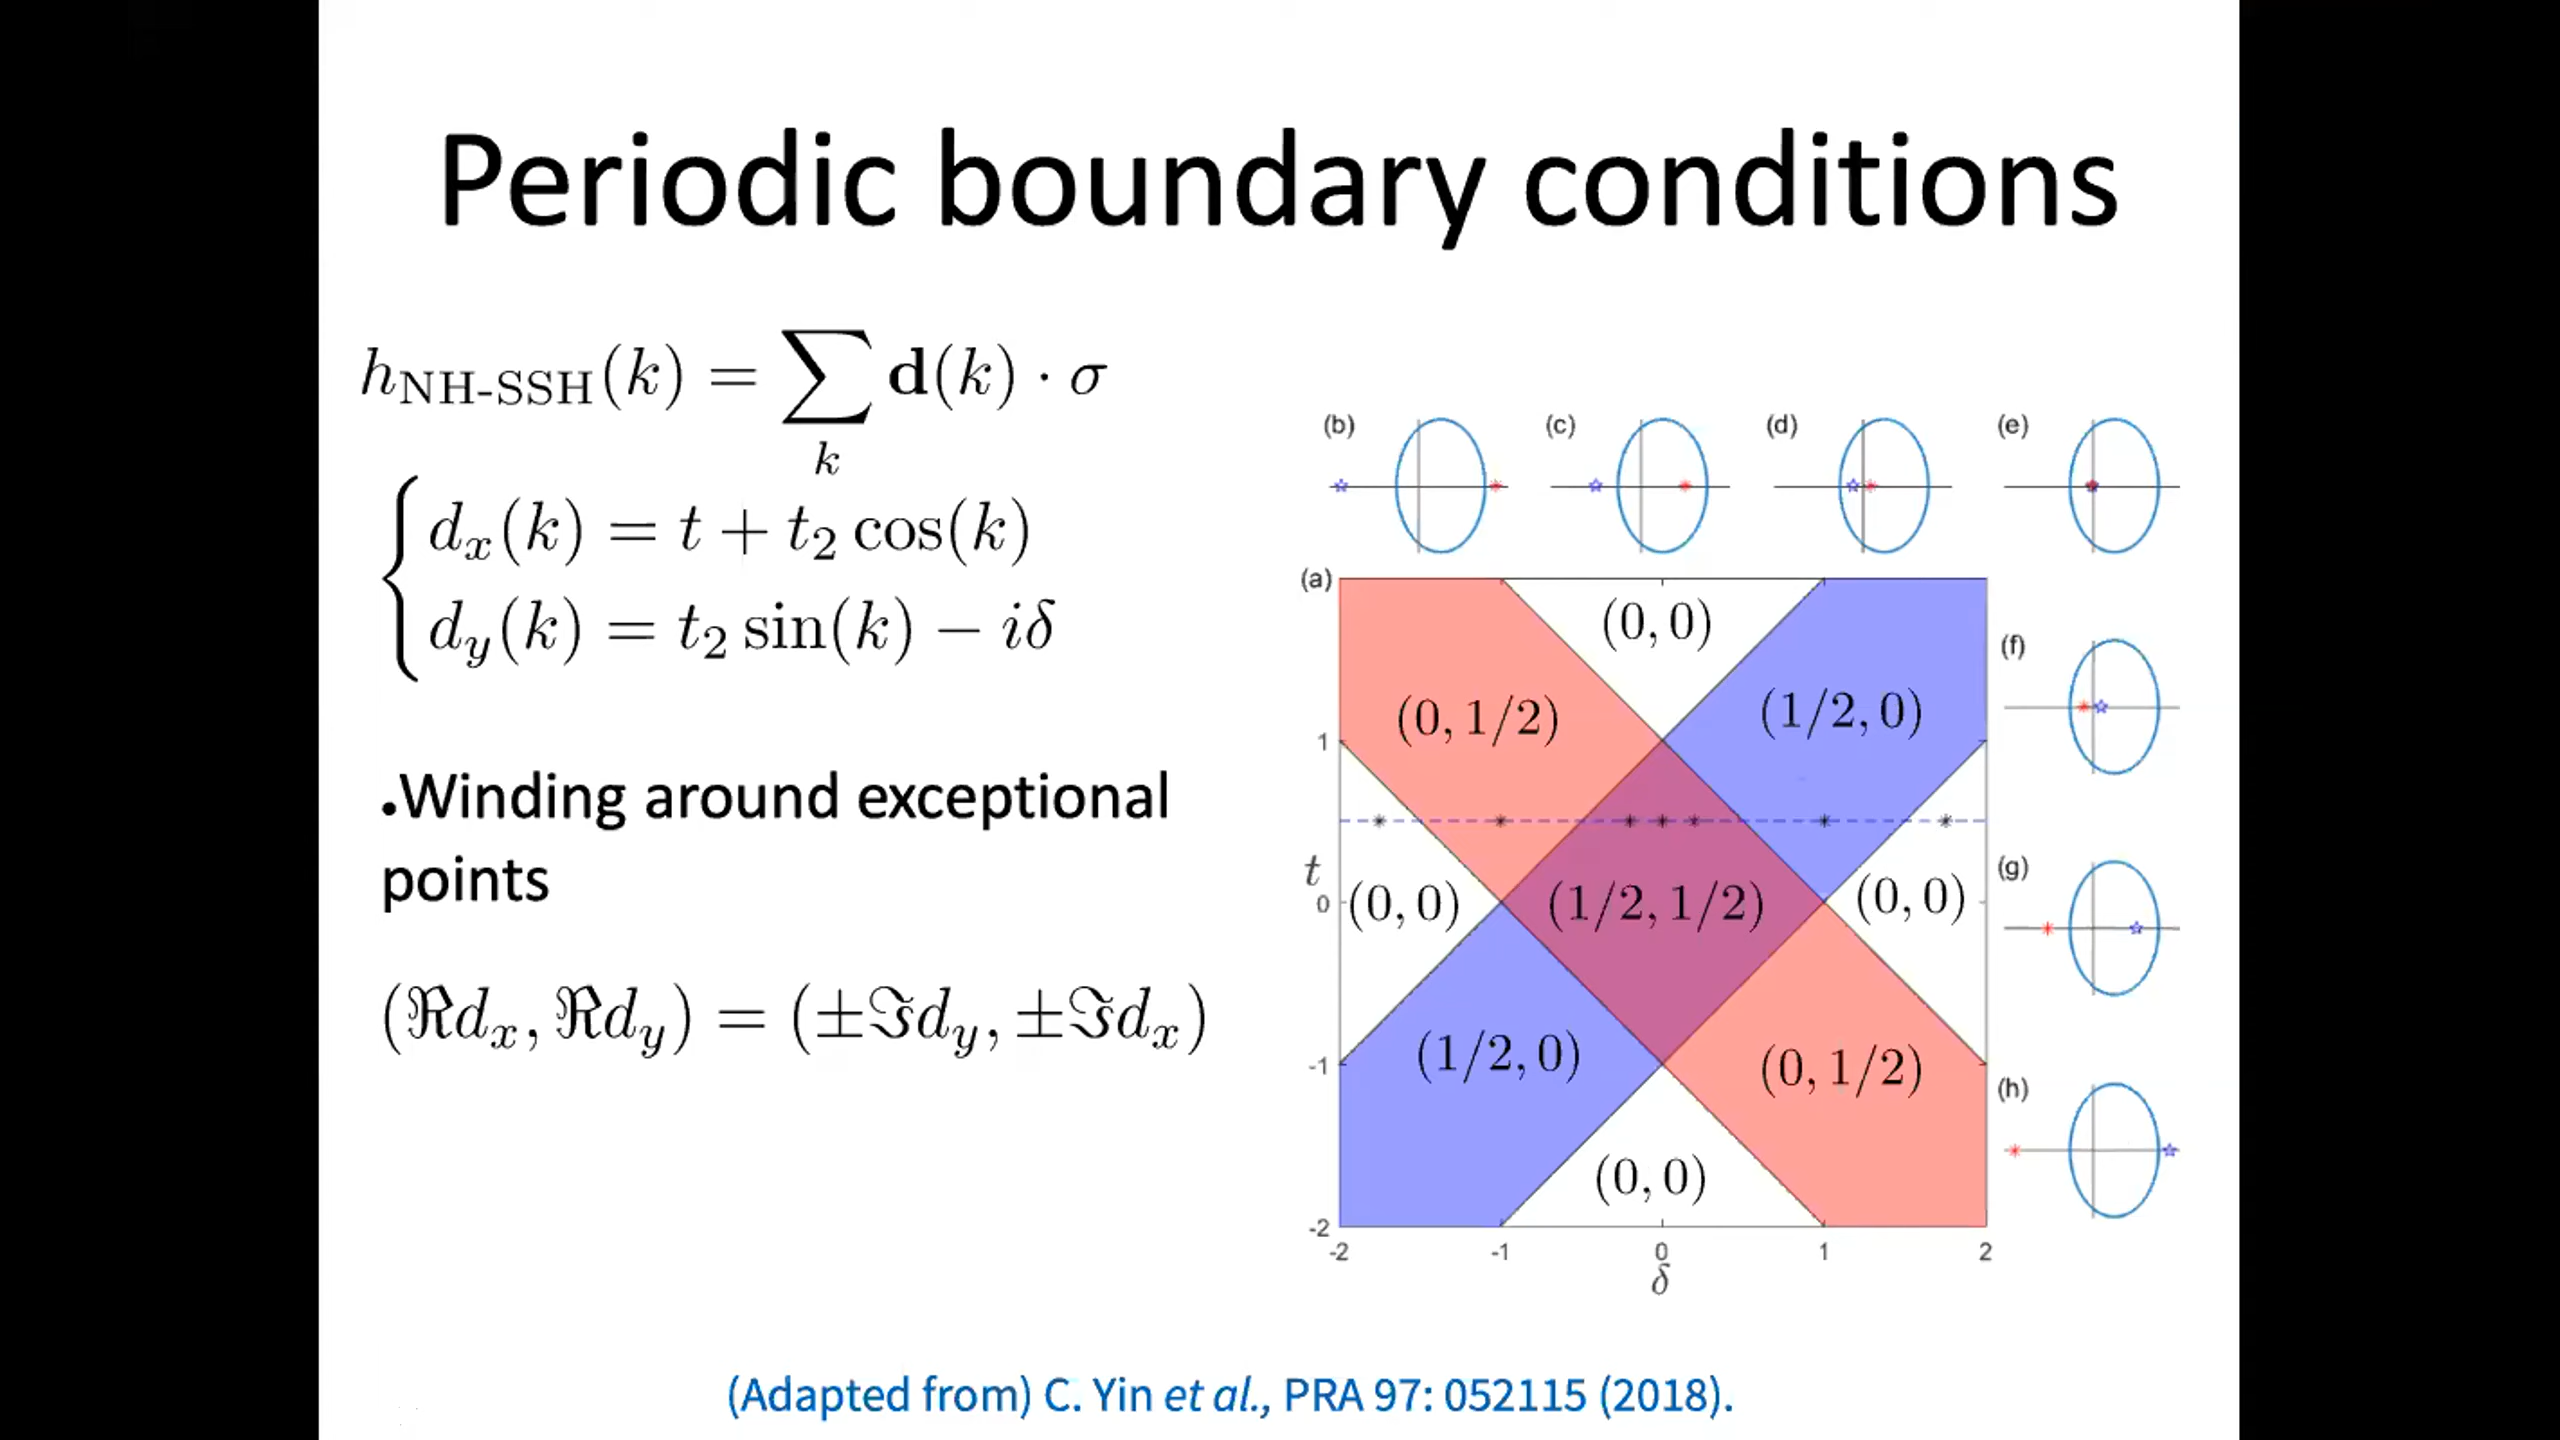 Periodic boundary conditions
h_{NH-SSH}(k) = ∑_k d(k) · σ
d_x(k) = t + t_2 cos(k)
d_y(k) = t_2 sin(k) − iδ
•Winding around exceptional
points
(ℜd_x, ℜd_y) = (±ℑd_y, ±ℑd_x)
(b) (c) (d) (e)
(a)
(0, 0)
(f)
(0, 1/2) (1/2, 0)
1
t
(g)
0 (0, 0) (1/2, 1/2) (0, 0)
-1
(1/2, 0) (0, 1/2)
(h)
(0, 0)
-2
-2 -1 0 1 2
δ
(Adapted from) C. Yin et al., PRA 97: 052115 (2018).